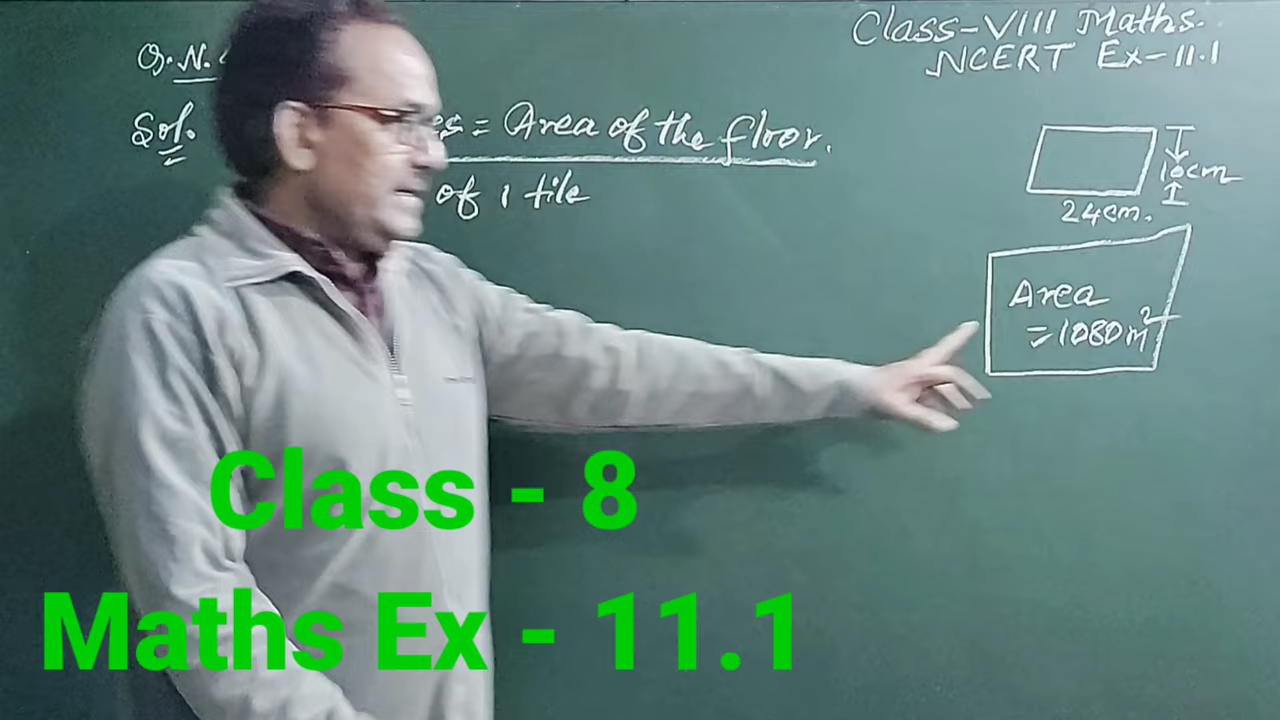 Class-VIII Maths.
NCERT Ex-11.1
Q.N.
Sol. = Area of the floor.
of 1 tile
10cm
24cm.
Area
=1080m²
Class - 8
Maths Ex - 11.1